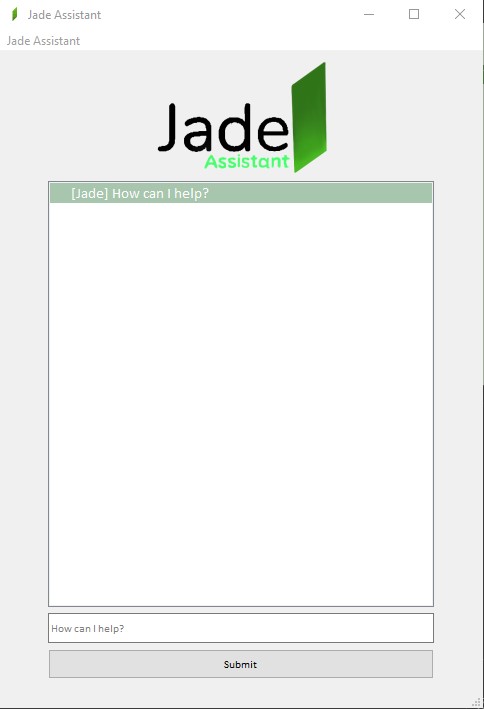 Jade Assistant
Jade Assistant
Jade
Assistant
[Jade] How can I help?
How can I help?
Submit